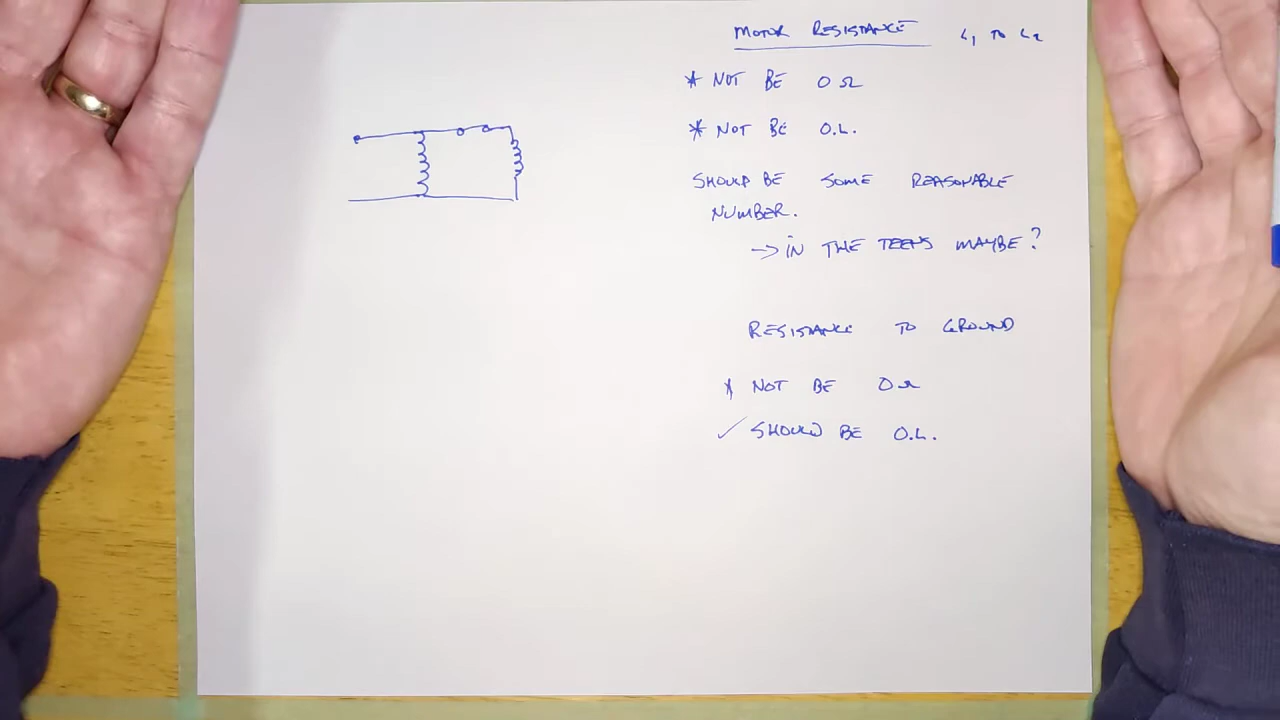 MOTOR RESISTANCE L1 TO L2
* NOT BE 0 Ω
* NOT BE O.L.
SHOULD BE SOME REASONABLE
NUMBER.
→ IN THE TEENS MAYBE?
RESISTANCE TO GROUND
* NOT BE 0 Ω
✓ SHOULD BE O.L.